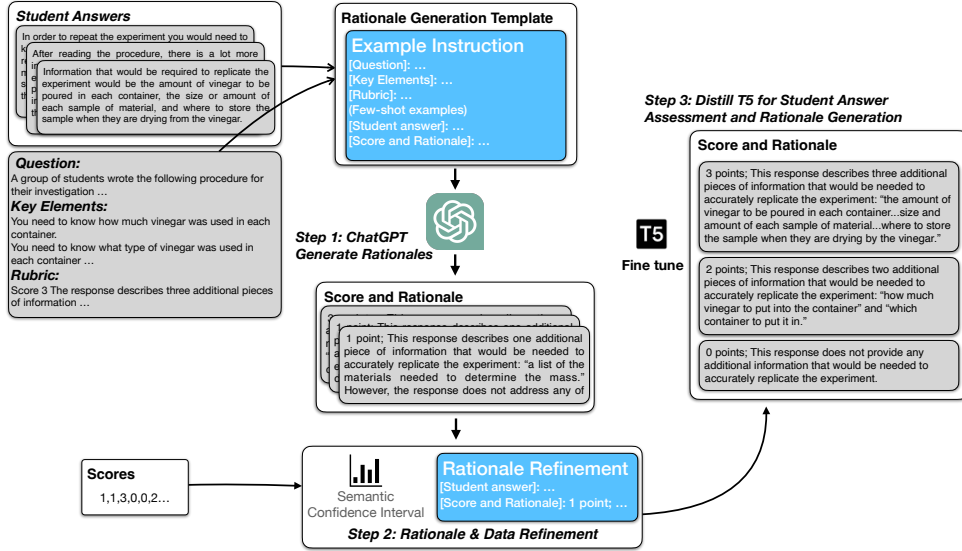 Student Answers
In order to repeat the experiment you would need to
After reading the procedure, there is a lot more
Information that would be required to replicate the
experiment would be the amount of vinegar to be
poured in each container, the size or amount of
each sample of material, and where to store the
sample when they are drying from the vinegar.
Question:
A group of students wrote the following procedure for
their investigation ...
Key Elements:
You need to know how much vinegar was used in each
container.
You need to know what type of vinegar was used in
each container ...
Rubric:
Score 3 The response describes three additional pieces
of information ...
Rationale Generation Template
Example Instruction
[Question]: ...
[Key Elements]: ...
[Rubric]: ...
(Few-shot examples)
[Student answer]: ...
[Score and Rationale]: ...
Step 1: ChatGPT
Generate Rationales
Score and Rationale
1 point; This response describes one additional
1 point; This response describes one additional
piece of information that would be needed to
accurately replicate the experiment: “a list of the
materials needed to determine the mass.”
However, the response does not address any of
Scores
1,1,3,0,0,2...
Semantic
Confidence Interval
Rationale Refinement
[Student answer]: ...
[Score and Rationale]: 1 point; ...
Step 2: Rationale & Data Refinement
T5
Fine tune
Step 3: Distill T5 for Student Answer
Assessment and Rationale Generation
Score and Rationale
3 points; This response describes three additional
pieces of information that would be needed to
accurately replicate the experiment: “the amount of
vinegar to be poured in each container...size and
amount of each sample of material...where to store
the sample when they are drying by the vinegar.”
2 points; This response describes two additional
pieces of information that would be needed to
accurately replicate the experiment: “how much
vinegar to put into the container” and “which
container to put it in.”
0 points; This response does not provide any
additional information that would be needed to
accurately replicate the experiment.